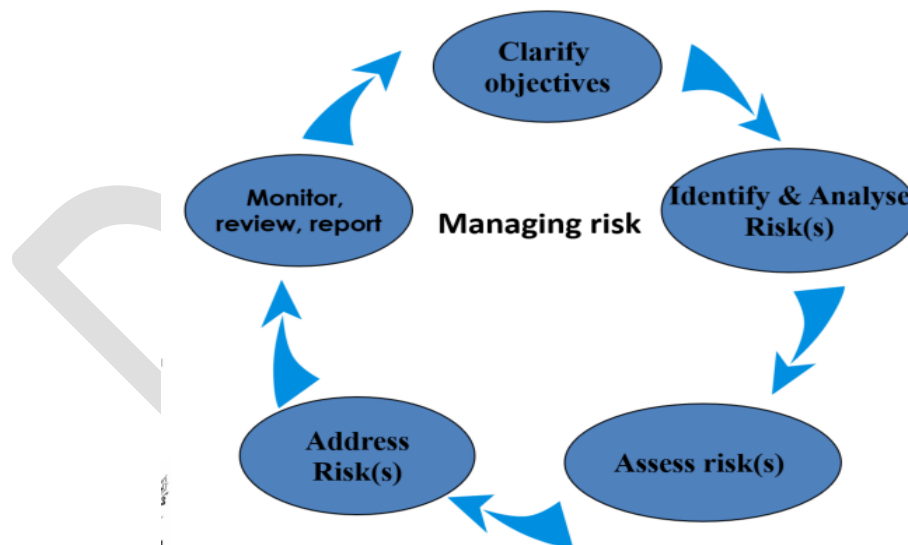 Clarify
objectives
Identify & Analyse
Risk(s)
Managing risk
Monitor,
review, report
Assess risk(s)
Address
Risk(s)